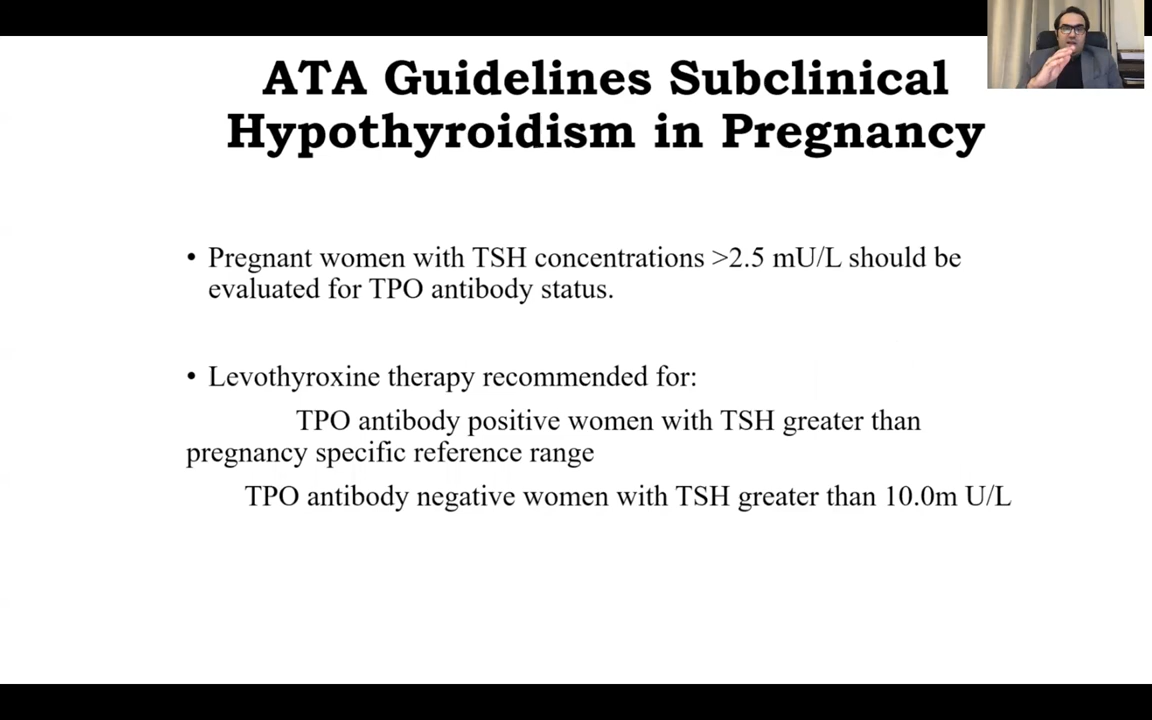 ATA Guidelines Subclinical
Hypothyroidism in Pregnancy
• Pregnant women with TSH concentrations >2.5 mU/L should be
evaluated for TPO antibody status.
• Levothyroxine therapy recommended for:
TPO antibody positive women with TSH greater than
pregnancy specific reference range
TPO antibody negative women with TSH greater than 10.0m U/L